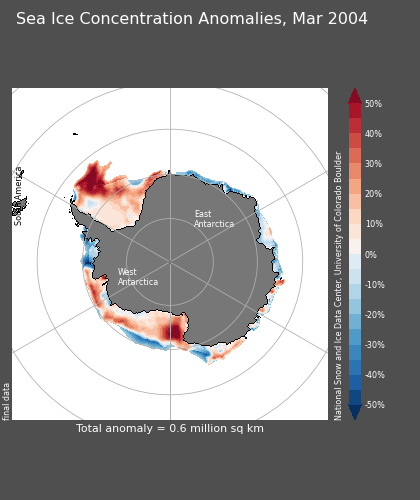 Sea Ice Concentration Anomalies, Mar 2004
South America
East
Antarctica
West
Antarctica
50%
40%
30%
20%
10%
0%
-10%
-20%
-30%
-40%
-50%
National Snow and Ice Data Center, University of Colorado Boulder
final data
Total anomaly = 0.6 million sq km